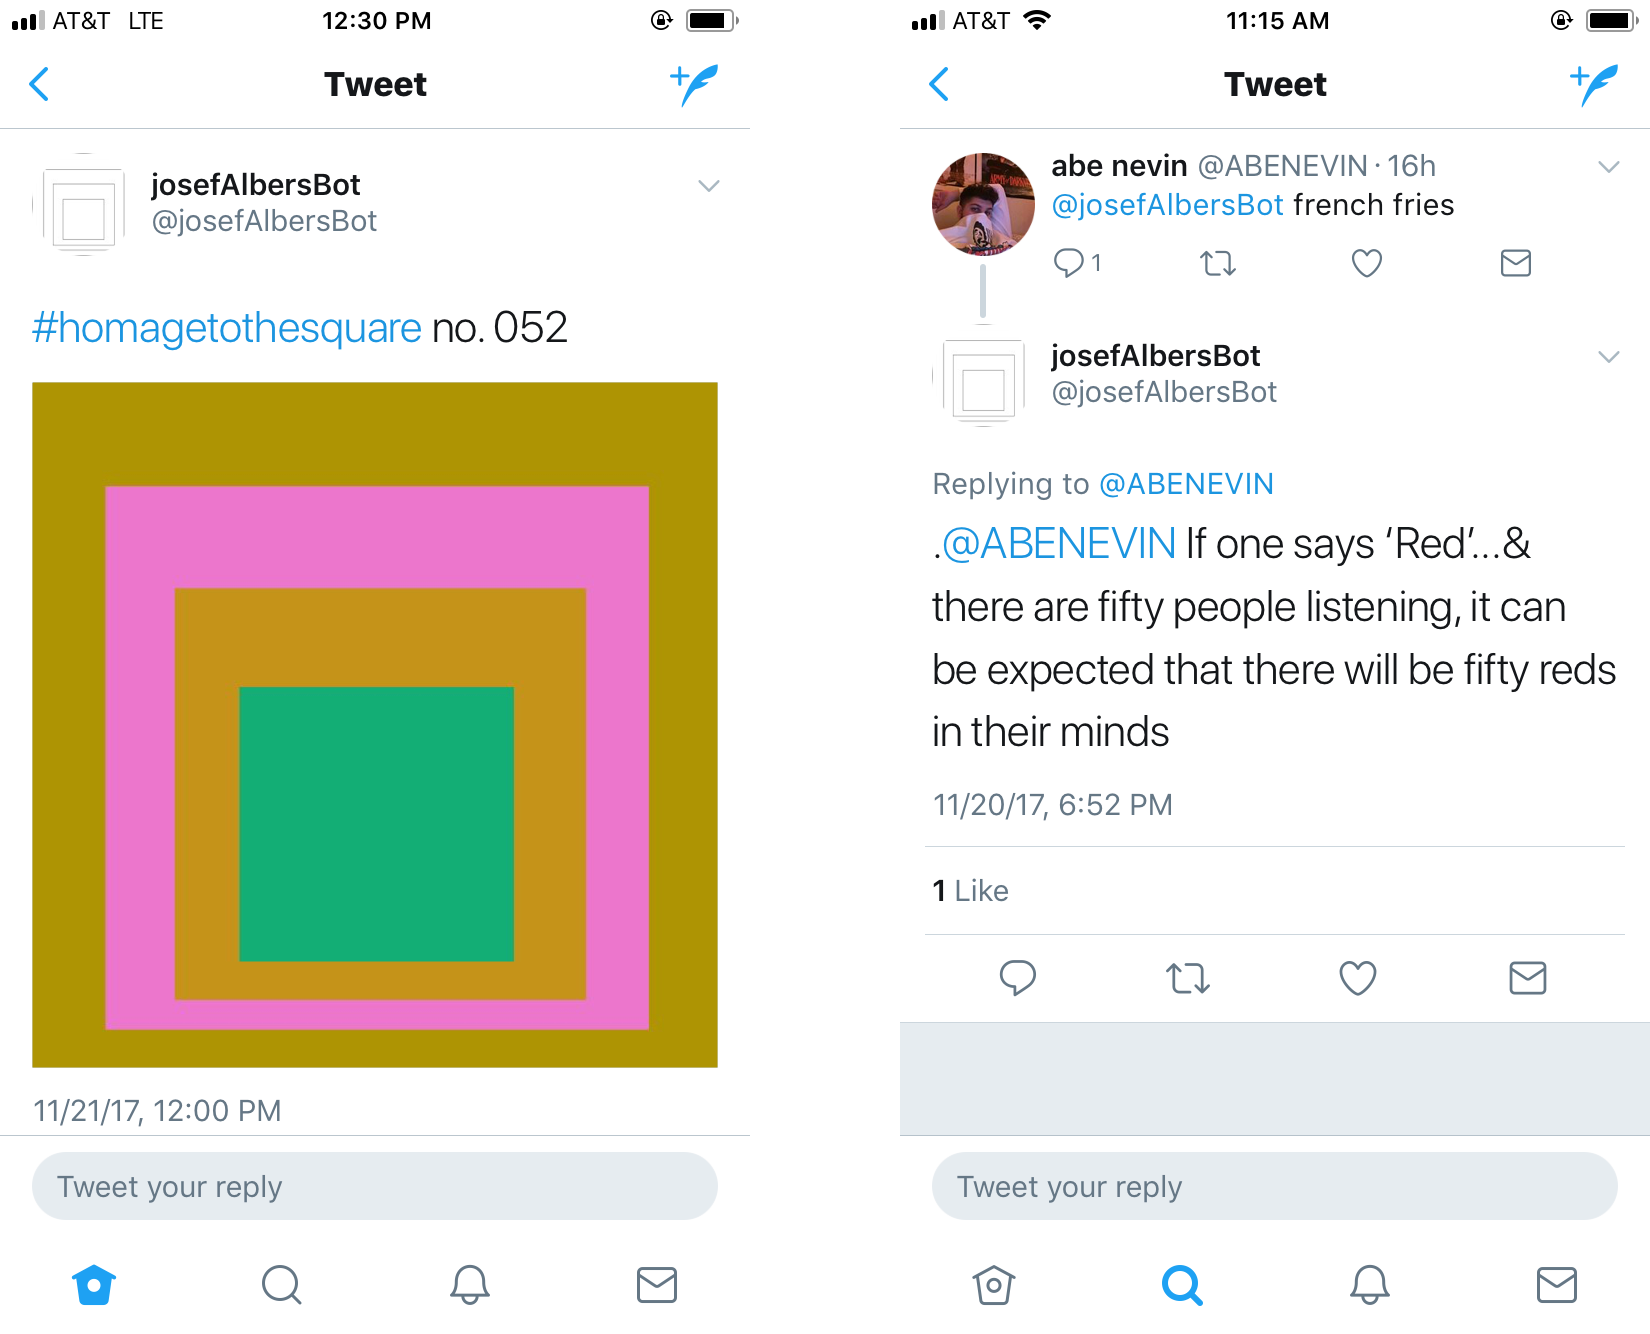 AT&T LTE 12:30 PM
Tweet
josefAlbersBot
@josefAlbersBot
#homagetothesquare no. 052
11/21/17, 12:00 PM
Tweet your reply
AT&T 11:15 AM
Tweet
abe nevin @ABENEVIN · 16h
@josefAlbersBot french fries
1
josefAlbersBot
@josefAlbersBot
Replying to @ABENEVIN
.@ABENEVIN If one says ‘Red’...&
there are fifty people listening, it can
be expected that there will be fifty reds
in their minds
11/20/17, 6:52 PM
1 Like
Tweet your reply